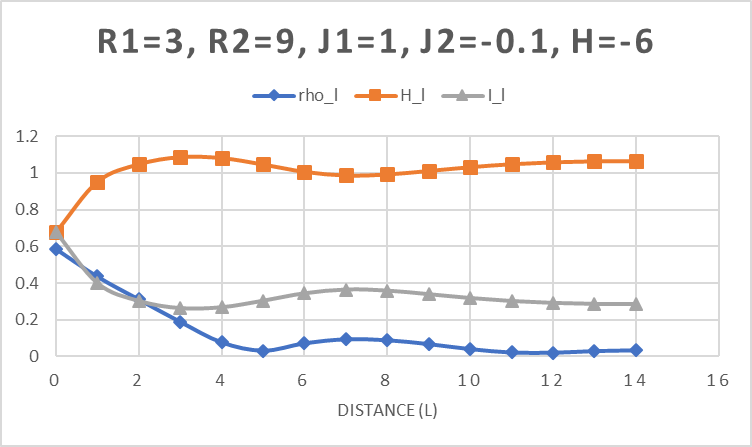 R1=3, R2=9, J1=1, J2=-0.1, H=-6
rho_l H_l I_l
1.2
1
0.8
0.6
0.4
0.2
0
0 2 4 6 8 10 12 14 16
DISTANCE (L)